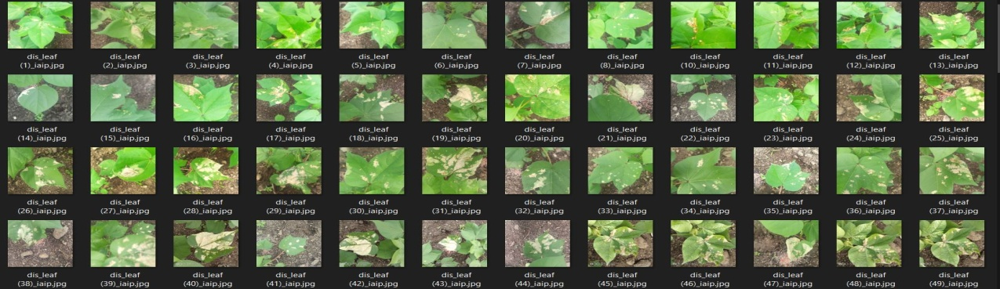 dis_leaf
(1)_iaip.jpg
dis_leaf
(2)_iaip.jpg
dis_leaf
(3)_iaip.jpg
dis_leaf
(4)_iaip.jpg
dis_leaf
(5)_iaip.jpg
dis_leaf
(6)_iaip.jpg
dis_leaf
(7)_iaip.jpg
dis_leaf
(8)_iaip.jpg
dis_leaf
(10)_iaip.jpg
dis_leaf
(11)_iaip.jpg
dis_leaf
(12)_iaip.jpg
dis_leaf
(13)_iaip.jpg
dis_leaf
(14)_iaip.jpg
dis_leaf
(15)_iaip.jpg
dis_leaf
(16)_iaip.jpg
dis_leaf
(17)_iaip.jpg
dis_leaf
(18)_iaip.jpg
dis_leaf
(19)_iaip.jpg
dis_leaf
(20)_iaip.jpg
dis_leaf
(21)_iaip.jpg
dis_leaf
(22)_iaip.jpg
dis_leaf
(23)_iaip.jpg
dis_leaf
(24)_iaip.jpg
dis_leaf
(25)_iaip.jpg
dis_leaf
(26)_iaip.jpg
dis_leaf
(27)_iaip.jpg
dis_leaf
(28)_iaip.jpg
dis_leaf
(29)_iaip.jpg
dis_leaf
(30)_iaip.jpg
dis_leaf
(31)_iaip.jpg
dis_leaf
(32)_iaip.jpg
dis_leaf
(33)_iaip.jpg
dis_leaf
(34)_iaip.jpg
dis_leaf
(35)_iaip.jpg
dis_leaf
(36)_iaip.jpg
dis_leaf
(37)_iaip.jpg
dis_leaf
(38)_iaip.jpg
dis_leaf
(39)_iaip.jpg
dis_leaf
(40)_iaip.jpg
dis_leaf
(41)_iaip.jpg
dis_leaf
(42)_iaip.jpg
dis_leaf
(43)_iaip.jpg
dis_leaf
(44)_iaip.jpg
dis_leaf
(45)_iaip.jpg
dis_leaf
(46)_iaip.jpg
dis_leaf
(47)_iaip.jpg
dis_leaf
(48)_iaip.jpg
dis_leaf
(49)_iaip.jpg